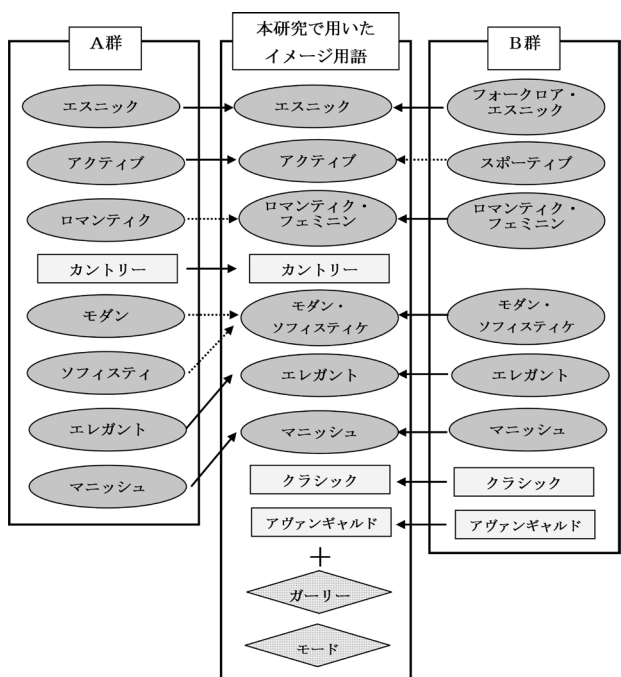 A群
エスニック
アクティブ
ロマンティク
カントリー
モダン
ソフィスティ
エレガント
マニッシュ
本研究で用いた
イメージ用語
エスニック
アクティブ
ロマンティク・
フェミニン
カントリー
モダン・
ソフィスティケ
エレガント
マニッシュ
クラシック
アヴァンギャルド
+
ガーリー
モード
B群
フォークロア・
エスニック
スポーティブ
ロマンティク・
フェミニン
モダン・
ソフィスティケ
エレガント
マニッシュ
クラシック
アヴァンギャルド